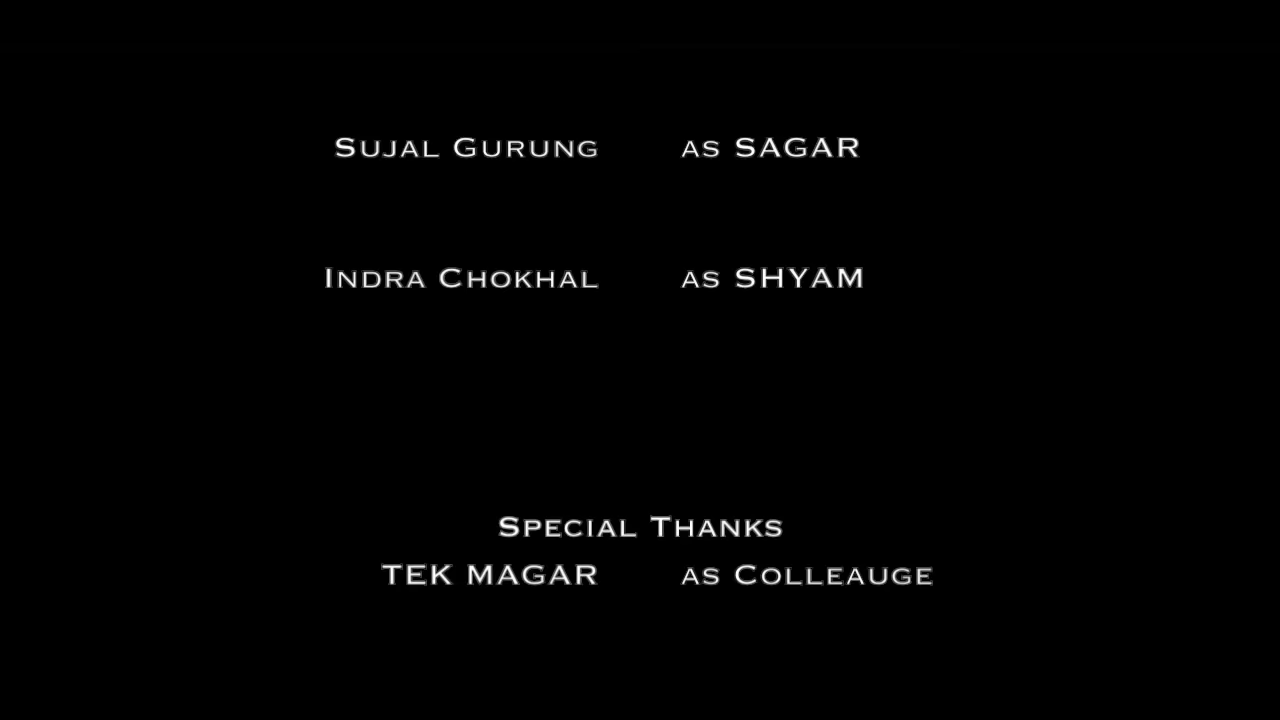 Sujal Gurung as SAGAR
Indra Chokhal as SHYAM
Special Thanks
TEK MAGAR as Colleauge